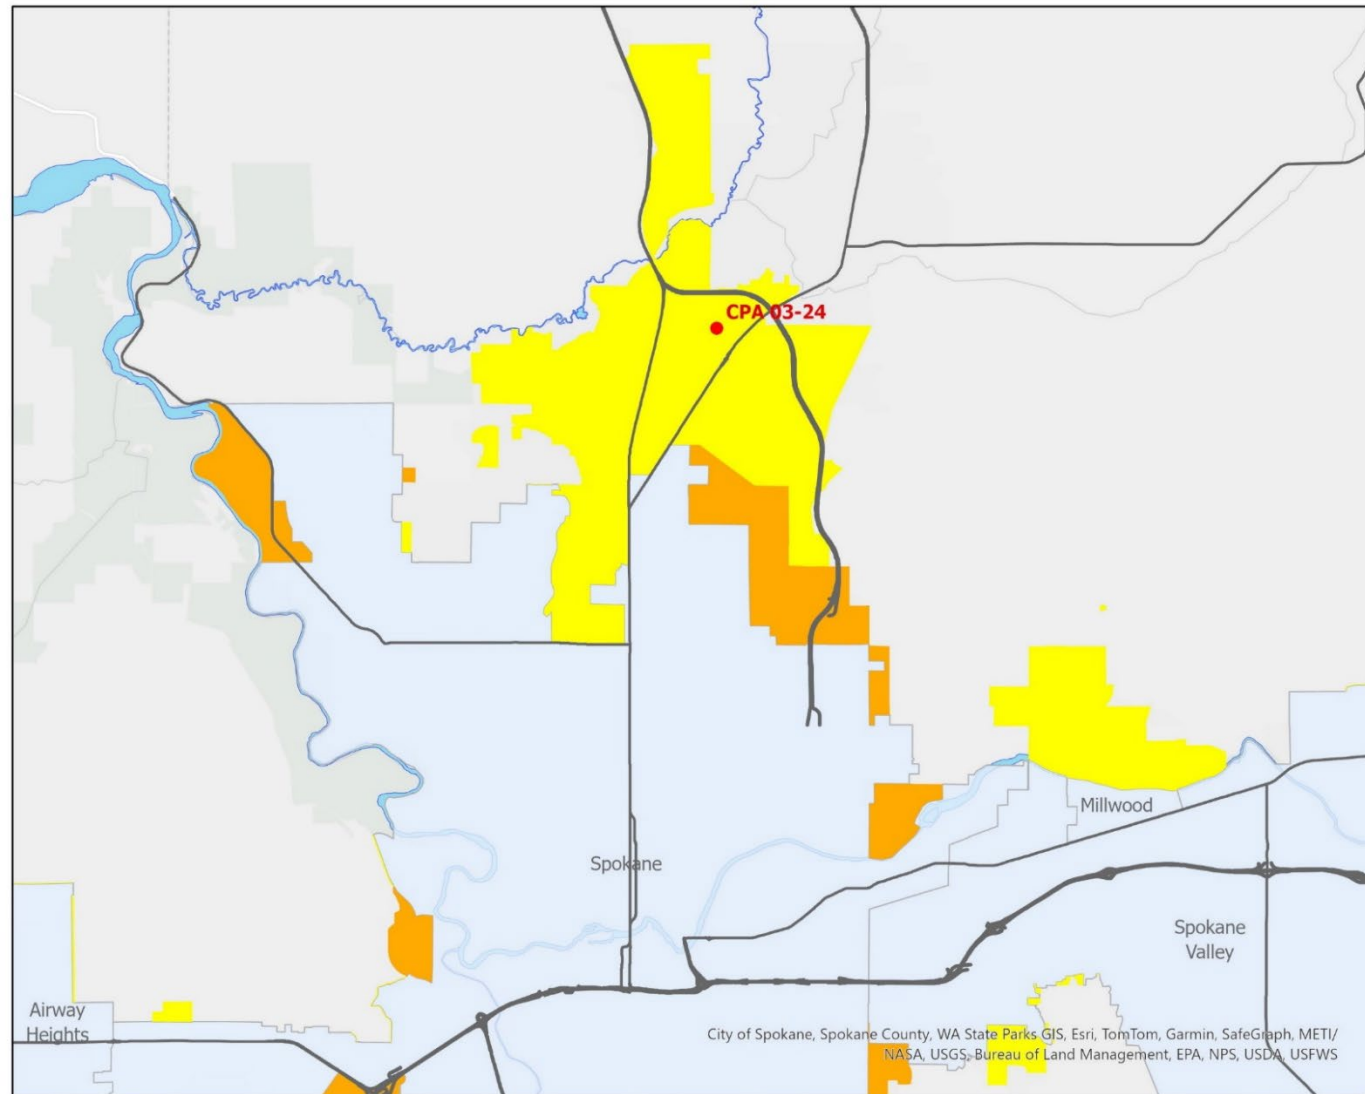 CPA 03-24
Millwood
Spokane
Spokane
Valley
Airway
Heights
City of Spokane, Spokane County, WA State Parks GIS, Esri, TomTom, Garmin, SafeGraph, METI/
NASA, USGS, Bureau of Land Management, EPA, NPS, USDA, USFWS